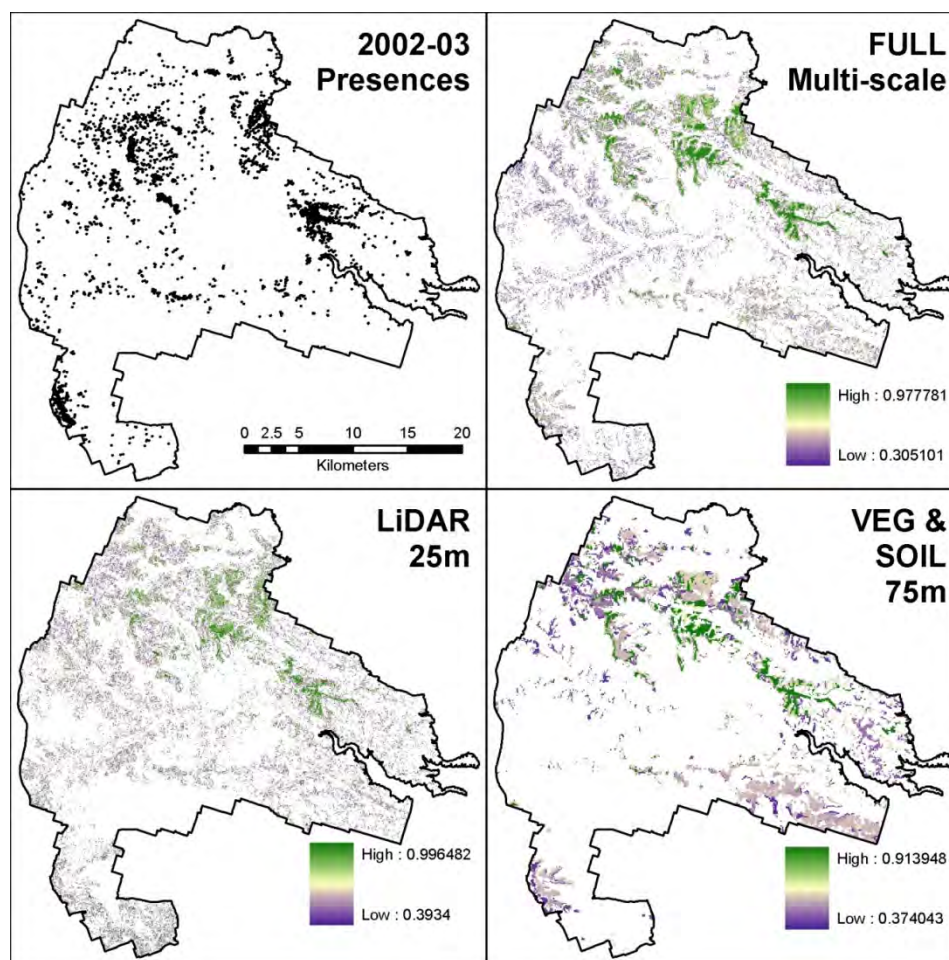 2002-03
Presences
0 2.5 5 10 15 20
Kilometers
FULL
Multi-scale
High : 0.977781
Low : 0.305101
LiDAR
25m
High : 0.996482
Low : 0.3934
VEG &
SOIL
75m
High : 0.913948
Low : 0.374043